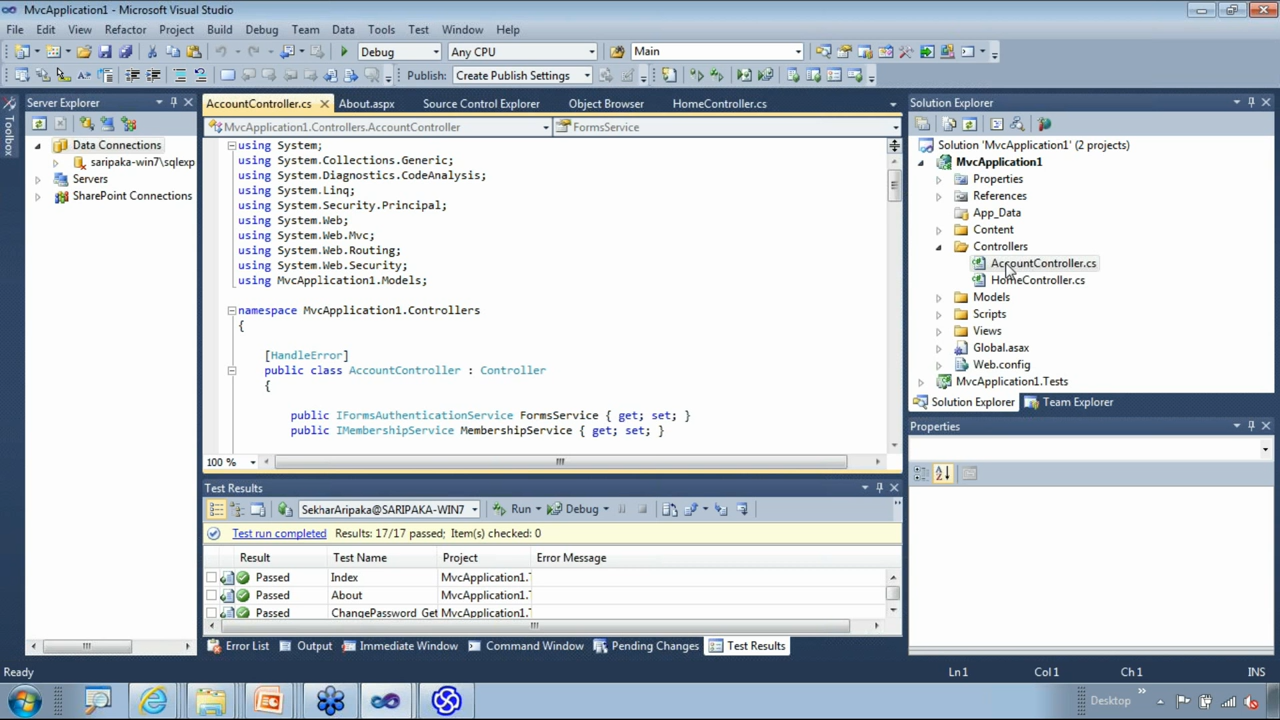 MvcApplication1 - Microsoft Visual Studio
File Edit View Refactor Project Build Debug Team Data Tools Test Window Help
Debug Any CPU Main
Publish: Create Publish Settings
Server Explorer
Data Connections
saripaka-win7\sqlexp
Servers
SharePoint Connections
Toolbox
AccountController.cs About.aspx Source Control Explorer Object Browser HomeController.cs
MvcApplication1.Controllers.AccountController FormsService
using System;
using System.Collections.Generic;
using System.Diagnostics.CodeAnalysis;
using System.Linq;
using System.Security.Principal;
using System.Web;
using System.Web.Mvc;
using System.Web.Routing;
using System.Web.Security;
using MvcApplication1.Models;
namespace MvcApplication1.Controllers
{
[HandleError]
public class AccountController : Controller
{
public IFormsAuthenticationService FormsService { get; set; }
public IMembershipService MembershipService { get; set; }
100 %
Test Results
SekharAripaka@SARIPAKA-WIN7 Run Debug
Test run completed Results: 17/17 passed; Item(s) checked: 0
Result Test Name Project Error Message
Passed Index MvcApplication1.
Passed About MvcApplication1.
Passed ChangePassword_Get MvcApplication1.
Error List Output Immediate Window Command Window Pending Changes Test Results
Solution Explorer
Solution 'MvcApplication1' (2 projects)
MvcApplication1
Properties
References
App_Data
Content
Controllers
AccountController.cs
HomeController.cs
Models
Scripts
Views
Global.asax
Web.config
MvcApplication1.Tests
Solution Explorer Team Explorer
Properties
Ready Ln 1 Col 1 Ch 1 INS
Desktop